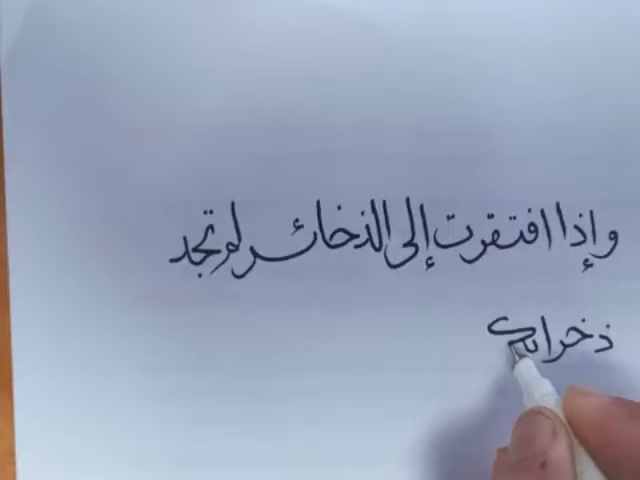 وإذا افتقرت إلى الذخائر لم تجد
ذخرا